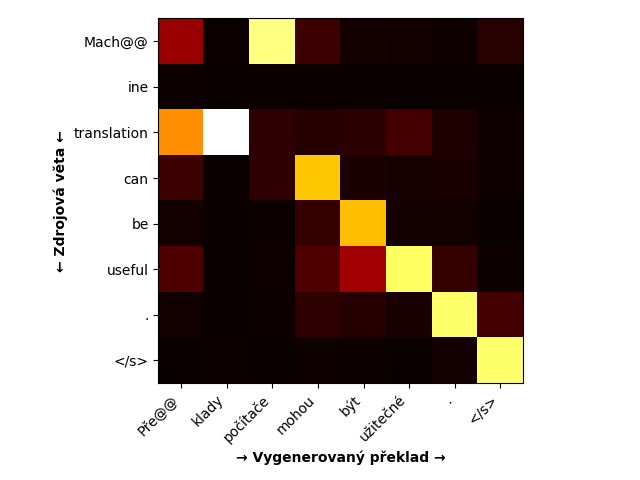 Mach@@
ine
translation
can
be
useful
.
</s>
← Zdrojová věta ←
Pře@@
klady
počítače
mohou
být
užitečné
.
</s>
→ Vygenerovaný překlad →